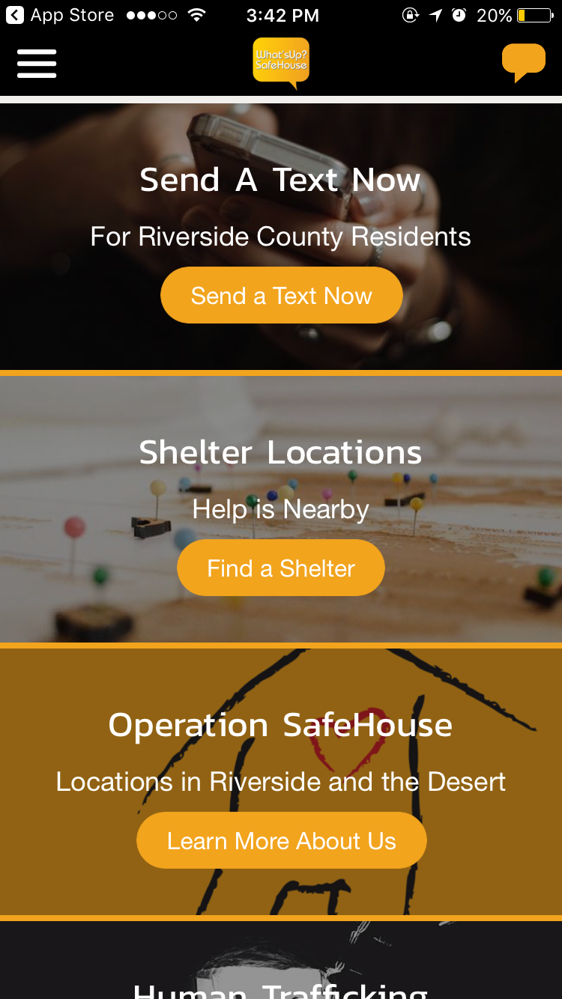 App Store 3:42 PM 20%
What'sUp?
SafeHouse
Send A Text Now
For Riverside County Residents
Send a Text Now
Shelter Locations
Help is Nearby
Find a Shelter
Operation SafeHouse
Locations in Riverside and the Desert
Learn More About Us
Human Trafficking